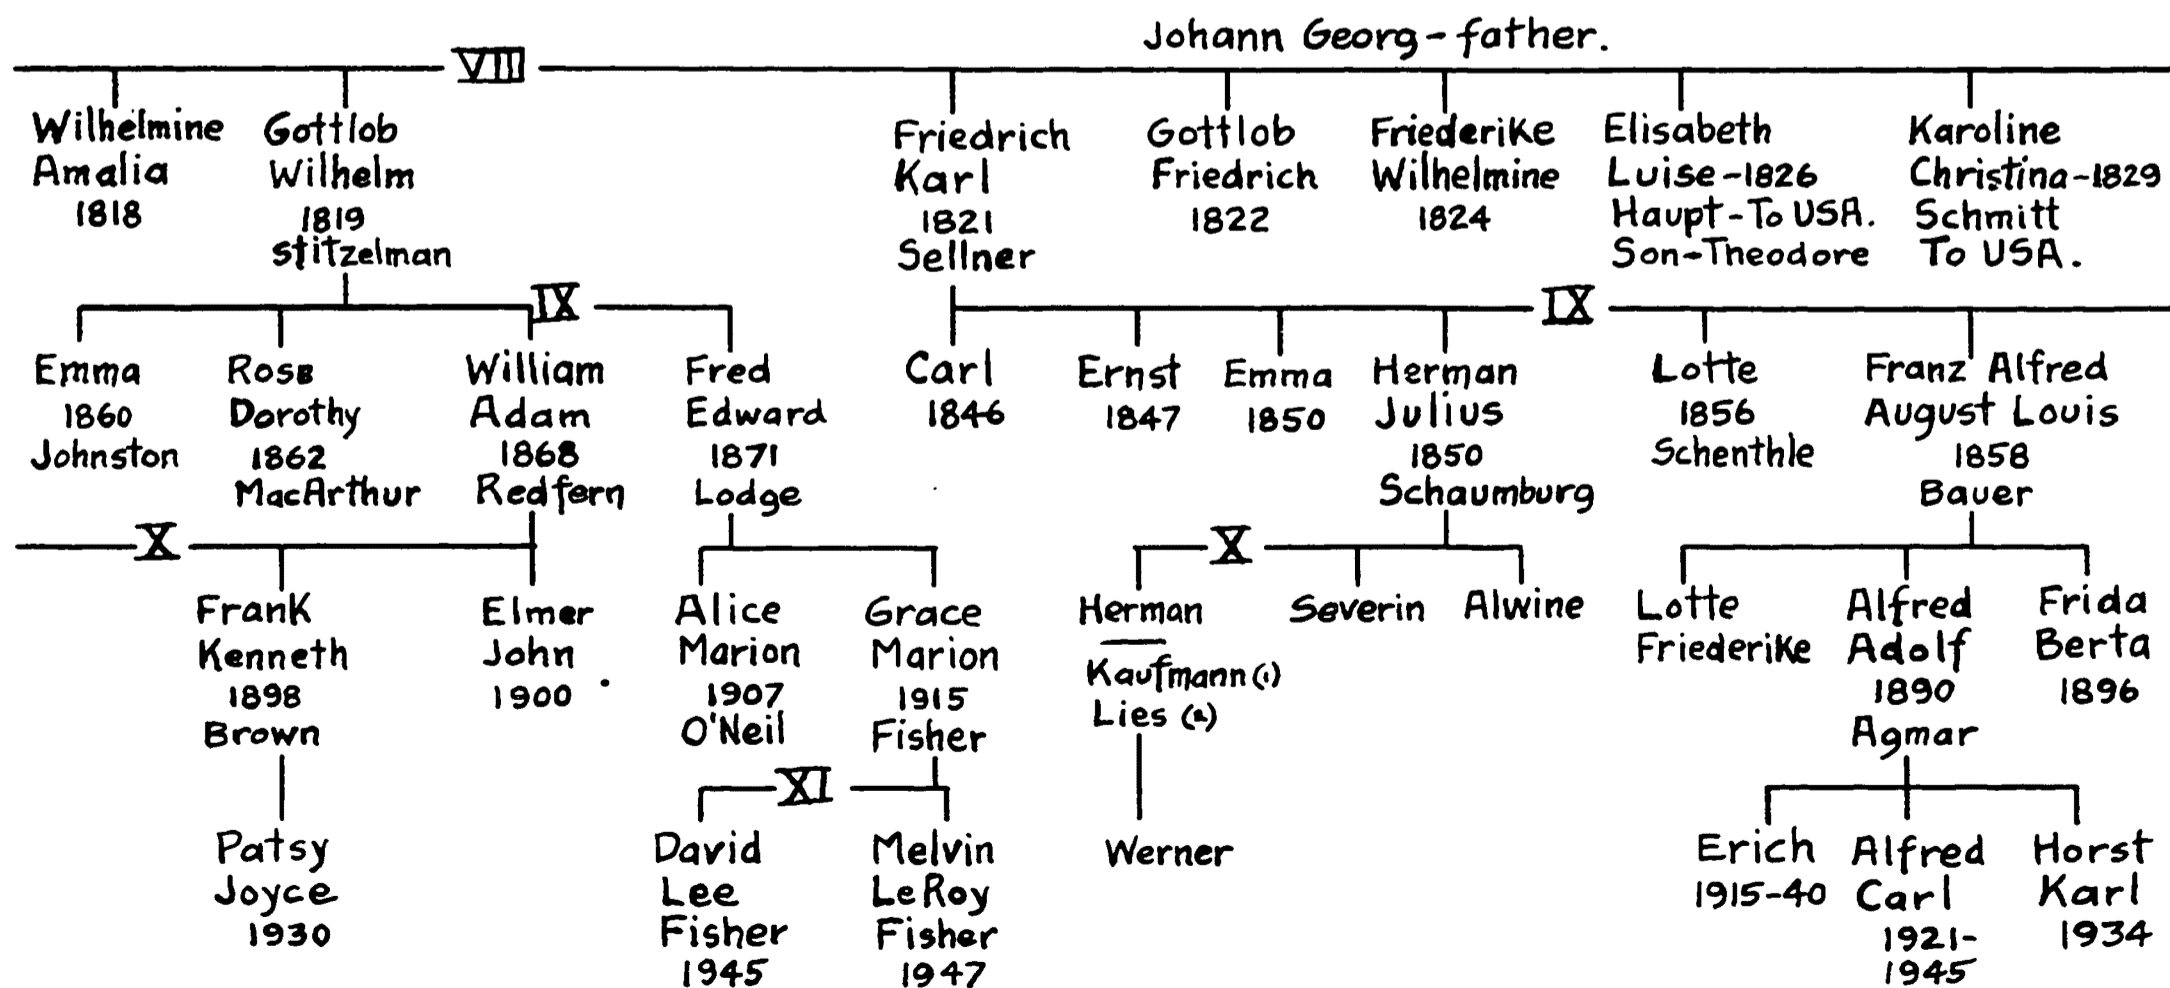 Johann Georg - father.
VIII
Wilhelmine
Amalia
1818
Gottlob
Wilhelm
1819
Stitzelman
Friedrich
Karl
1821
Sellner
Gottlob
Friedrich
1822
Friederike
Wilhelmine
1824
Elisabeth
Luise-1826
Haupt-To USA.
Son-Theodore
Karoline
Christina-1829
Schmitt
To USA.
IX
IX
Emma
1860
Johnston
Rose
Dorothy
1862
MacArthur
William
Adam
1868
Redfern
Fred
Edward
1871
Lodge
Carl
1846
Ernst
1847
Emma
1850
Herman
Julius
1850
Schaumburg
Lotte
1856
Schenthle
Franz Alfred
August Louis
1858
Bauer
X
X
Frank
Kenneth
1898
Brown
Elmer
John
1900
Alice
Marion
1907
O'Neil
Grace
Marion
1915
Fisher
Herman
Kaufmann (1)
Lies (2)
Severin
Alwine
Lotte
Friederike
Alfred
Adolf
1890
Agmar
Frida
Berta
1896
XI
Patsy
Joyce
1930
David
Lee
Fisher
1945
Melvin
LeRoy
Fisher
1947
Werner
Erich
1915-40
Alfred
Carl
1921-
1945
Horst
Karl
1934